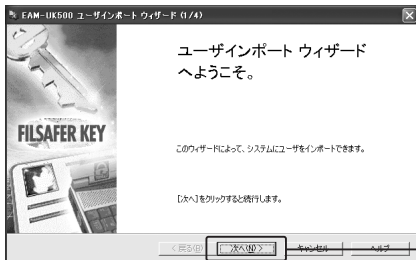 EAM-UK500 ユーザインポート ウィザード (1/4)
ユーザインポート ウィザード
へようこそ。
FILSAFER KEY
このウィザードによって、システムにユーザをインポートできます。
[次へ]をクリックすると続行します。
< 戻る(B) 次へ(N) > キャンセル ヘルプ